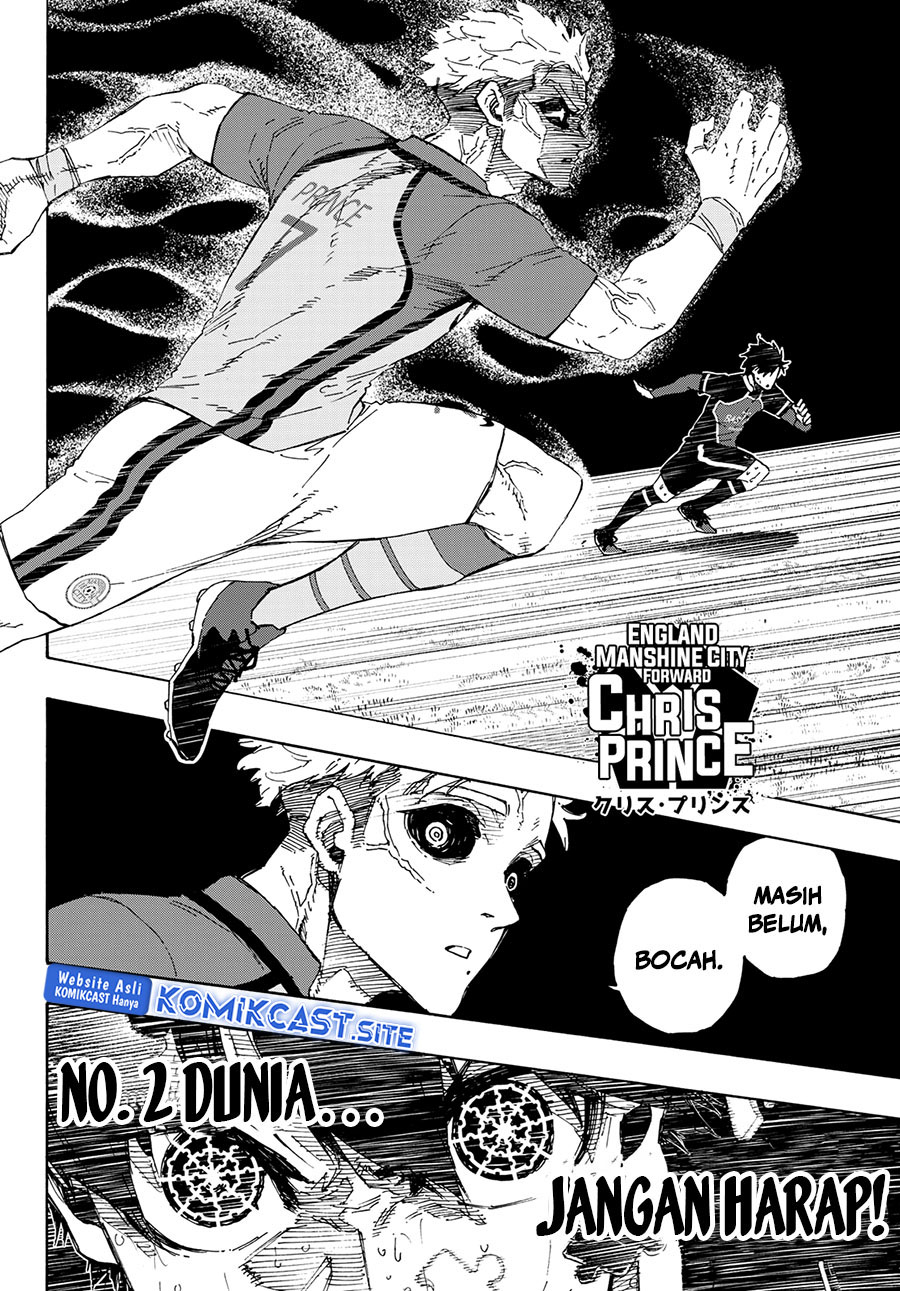 PRINCE
7
ENGLAND
MANSHINE CITY
FORWARD
CHRIS
PRINCE
クリス・プリンス
MASIH
BELUM,
BOCAH.
Website Asli
KOMIKCAST Hanya
KOMIKCAST.SITE
NO. 2 DUNIA...
JANGAN HARAP!